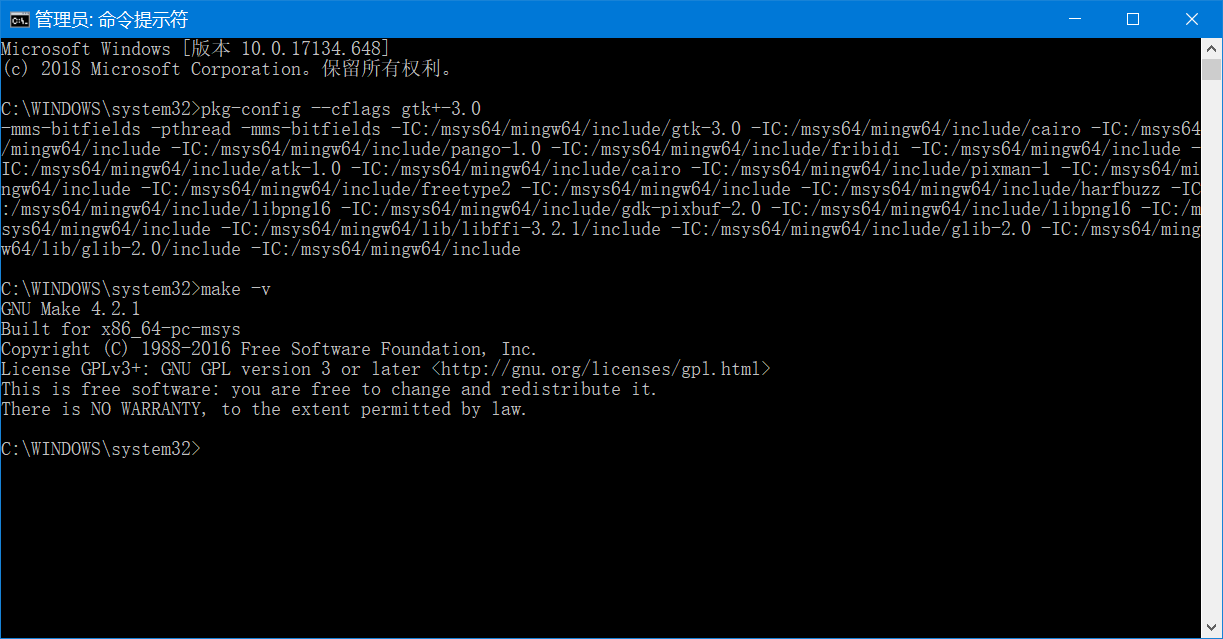 管理员: 命令提示符
Microsoft Windows [版本 10.0.17134.648]
(c) 2018 Microsoft Corporation。保留所有权利。
C:\WINDOWS\system32>pkg-config --cflags gtk+-3.0
-mms-bitfields -pthread -mms-bitfields -IC:/msys64/mingw64/include/gtk-3.0 -IC:/msys64/mingw64/include/cairo -IC:/msys64
/mingw64/include -IC:/msys64/mingw64/include/pango-1.0 -IC:/msys64/mingw64/include/fribidi -IC:/msys64/mingw64/include -
IC:/msys64/mingw64/include/atk-1.0 -IC:/msys64/mingw64/include/cairo -IC:/msys64/mingw64/include/pixman-1 -IC:/msys64/mi
ngw64/include -IC:/msys64/mingw64/include/freetype2 -IC:/msys64/mingw64/include -IC:/msys64/mingw64/include/harfbuzz -IC
:/msys64/mingw64/include/libpng16 -IC:/msys64/mingw64/include/gdk-pixbuf-2.0 -IC:/msys64/mingw64/include/libpng16 -IC:/m
sys64/mingw64/include -IC:/msys64/mingw64/lib/libffi-3.2.1/include -IC:/msys64/mingw64/include/glib-2.0 -IC:/msys64/ming
w64/lib/glib-2.0/include -IC:/msys64/mingw64/include
C:\WINDOWS\system32>make -v
GNU Make 4.2.1
Built for x86_64-pc-msys
Copyright (C) 1988-2016 Free Software Foundation, Inc.
License GPLv3+: GNU GPL version 3 or later <http://gnu.org/licenses/gpl.html>
This is free software: you are free to change and redistribute it.
There is NO WARRANTY, to the extent permitted by law.
C:\WINDOWS\system32>